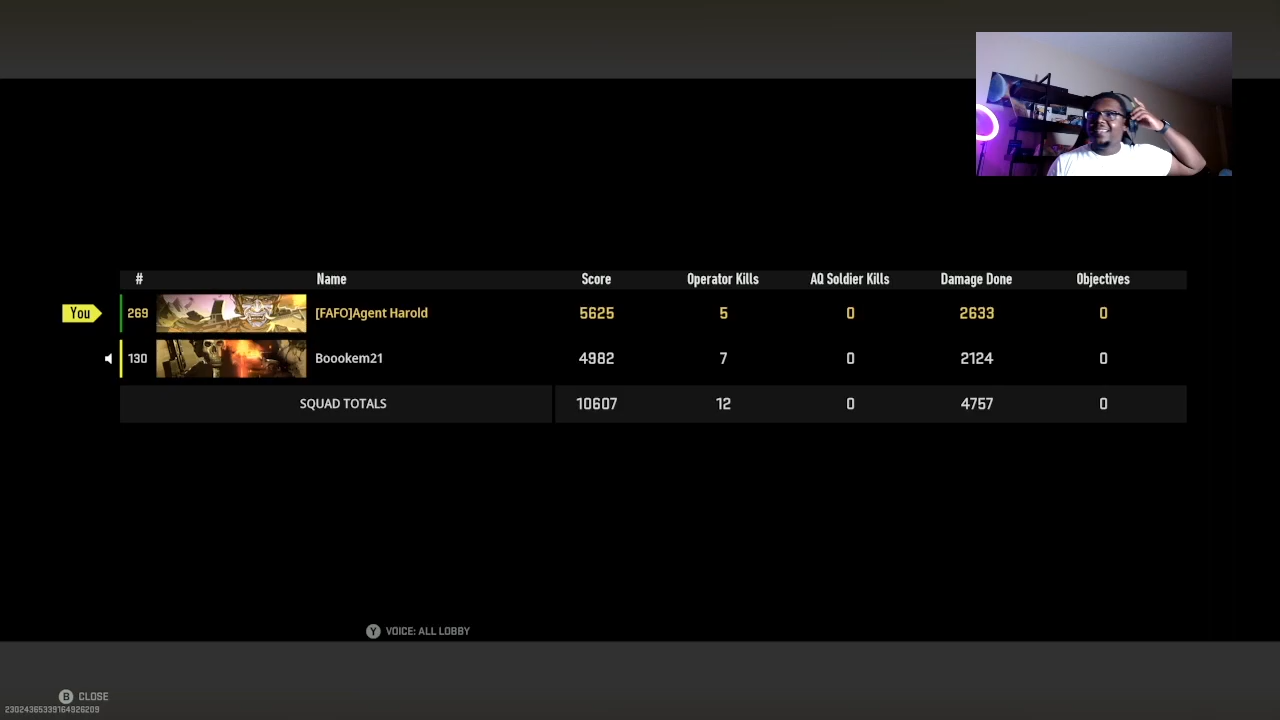 # Name Score Operator Kills AQ Soldier Kills Damage Done Objectives
You 269 [FAFO]Agent Harold 5625 5 0 2633 0
130 Boookem21 4982 7 0 2124 0
SQUAD TOTALS 10607 12 0 4757 0
Y VOICE: ALL LOBBY
B CLOSE
23024365339164926209